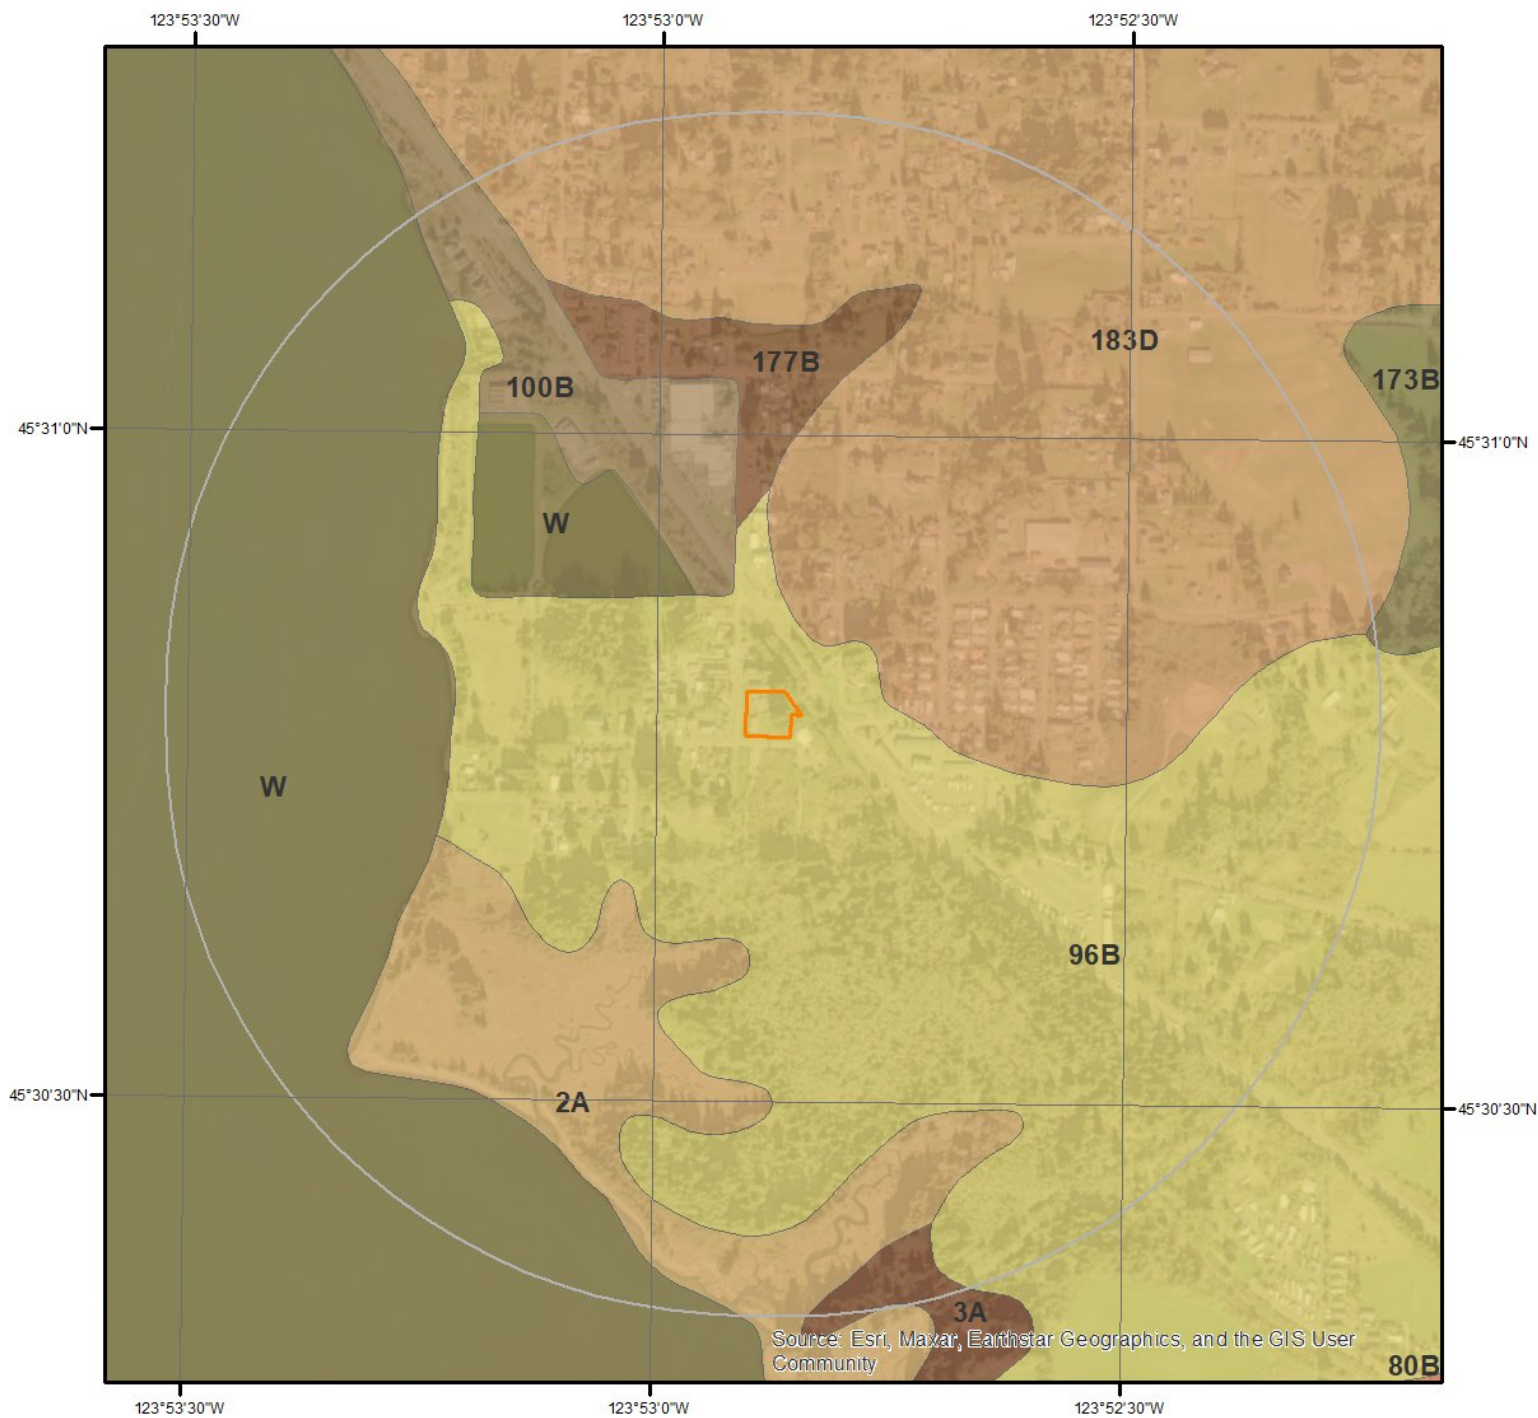 123°53'30"W
123°53'0"W
123°52'30"W
183D
177B
173B
100B
45°31'0"N
45°31'0"N
W
W
96B
45°30'30"N
2A
45°30'30"N
3A
Source: Esri, Maxar, Earthstar Geographics, and the GIS User
Community
80B
123°53'30"W
123°53'0"W
123°52'30"W